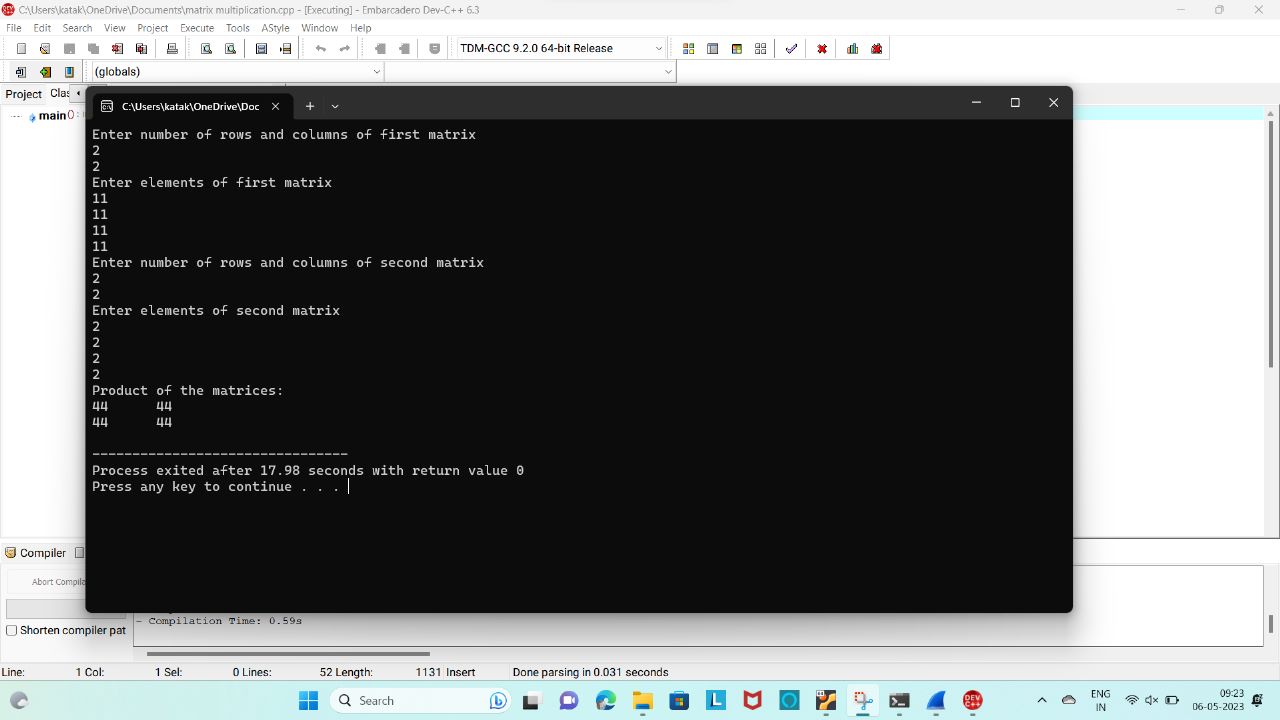 C:\Users\katak\OneDrive\Documents\matrix multiplication.cpp - [Executing] - Embarcadero Dev-C++ 6.3
File Edit Search View Project Execute Tools AStyle Window Help
TDM-GCC 9.2.0 64-bit Release
(globals)
Project Clas
C:\Users\katak\OneDrive\Doc
main()
Enter number of rows and columns of first matrix
2
2
Enter elements of first matrix
11
11
11
11
Enter number of rows and columns of second matrix
2
2
Enter elements of second matrix
2
2
2
2
Product of the matrices:
44 44
44 44
--------------------------------
Process exited after 17.98 seconds with return value 0
Press any key to continue . . .
Compiler
Abort Compila
- Compilation Time: 0.59s
Shorten compiler pat
Line: 1 Col: 1 Sel: 0 Lines: 52 Length: 1131 Insert Done parsing in 0.031 seconds
Search
ENG
IN
09:23
06-05-2023